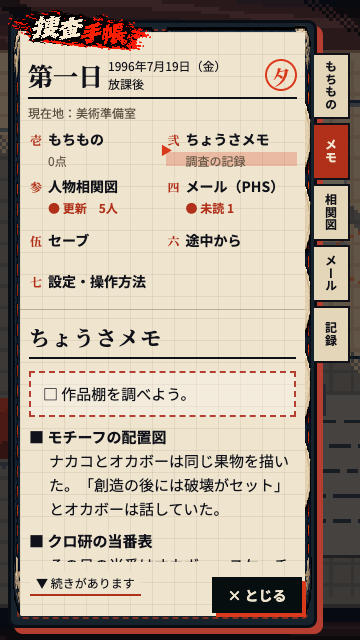 捜査手帳
第一日
1996年7月19日（金）
放課後
夕
現在地：美術準備室
壱 もちもの
0点
弐 ちょうさメモ
調査の記録
参 人物相関図
●更新 5人
四 メール（PHS）
●未読1
伍 セーブ
六 途中から
七 設定・操作方法
ちょうさメモ
□ 作品棚を調べよう。
■ モチーフの配置図
ナカコとオカボーは同じ果物を描い
た。「創造の後には破壊がセット」
とオカボーは話していた。
■ クロ研の当番表
▼続きがあります
×とじる
もちもの
メモ
相関図
メール
記録